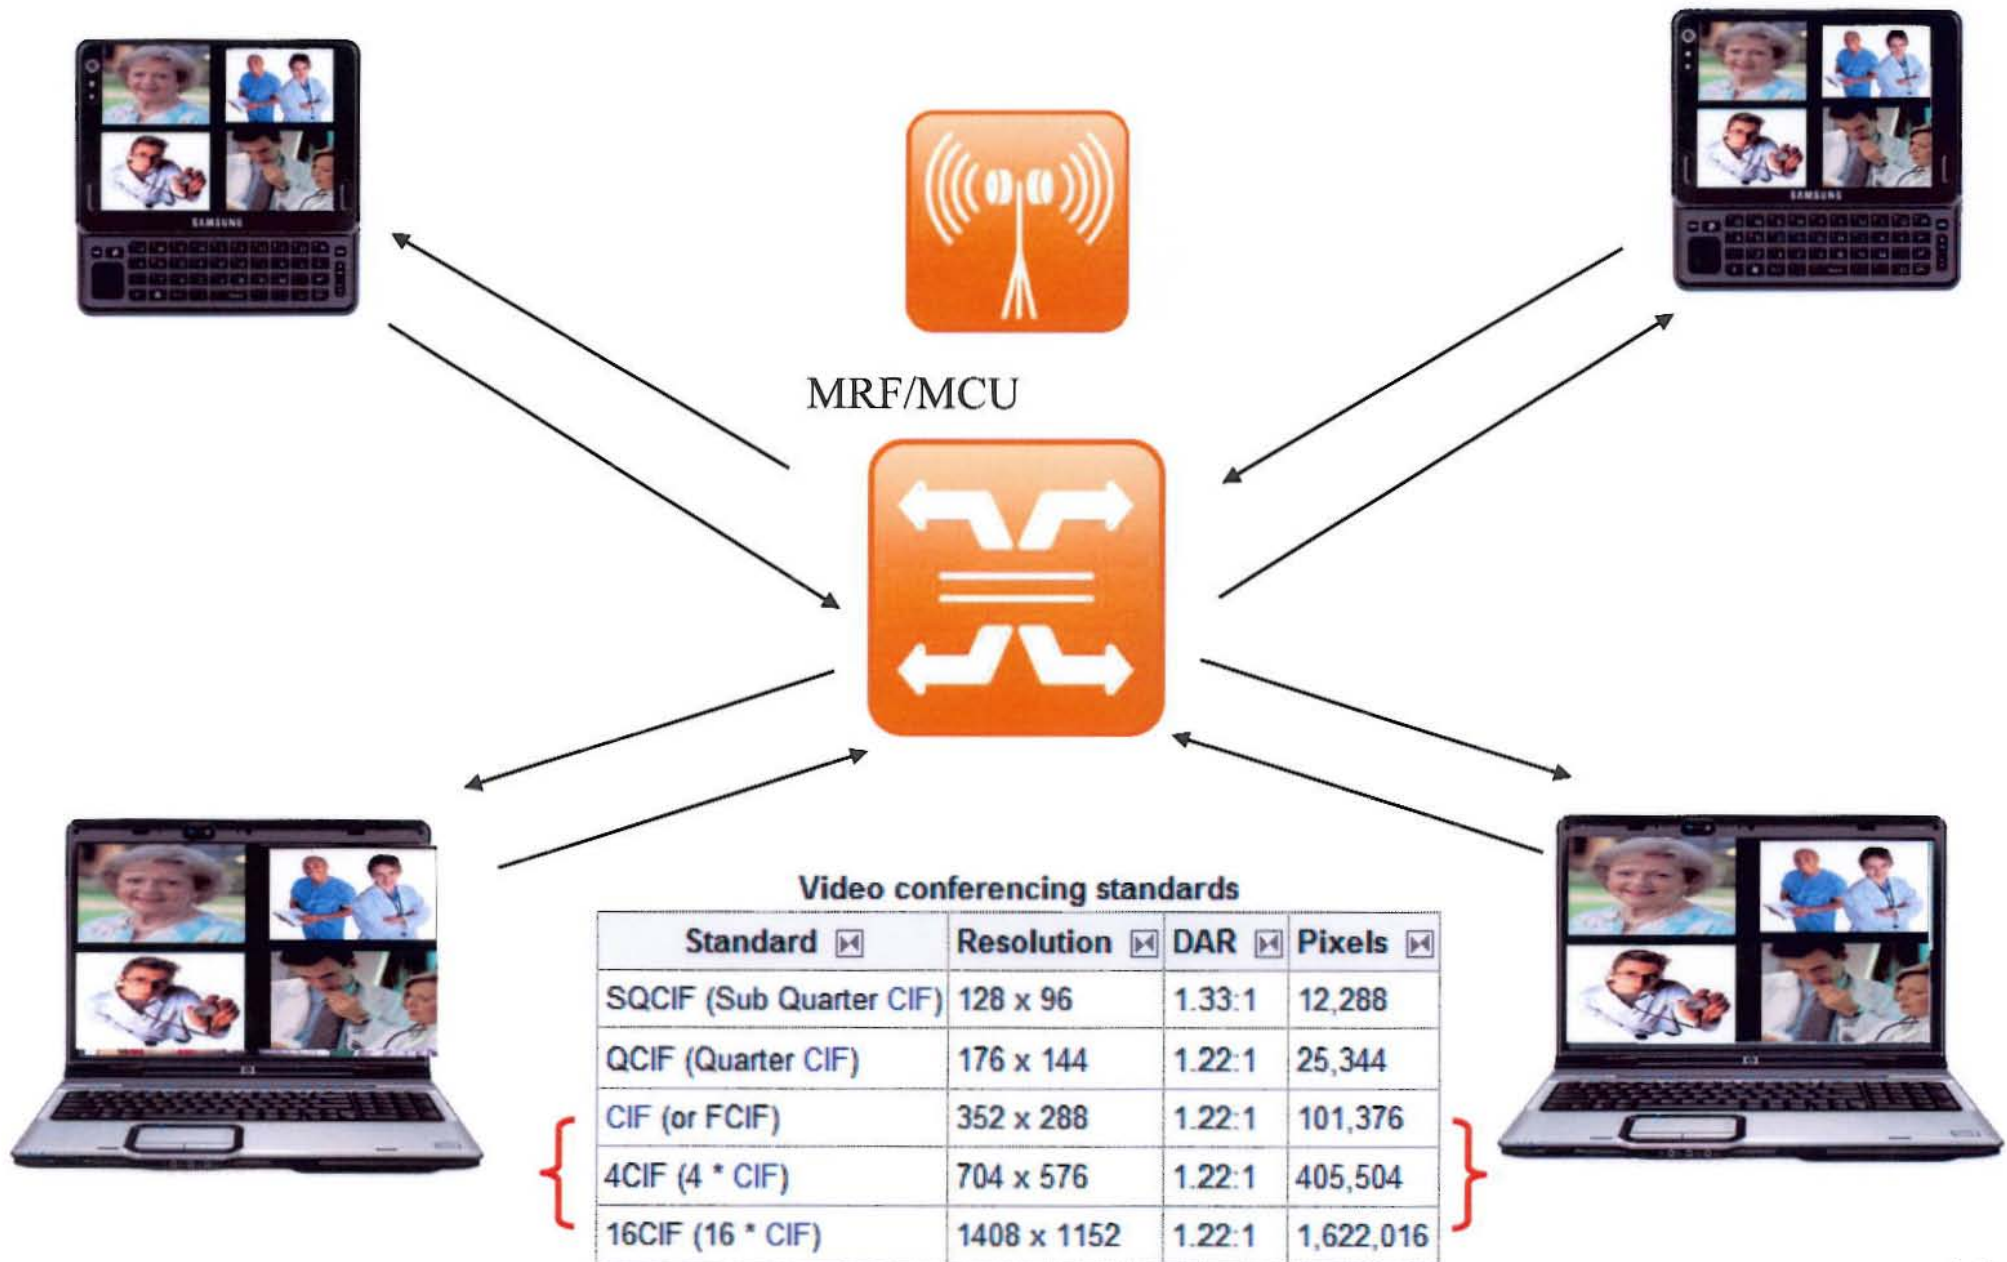 SAMSUNG
SAMSUNG
MRF/MCU
Video conferencing standards
Standard Resolution DAR Pixels
SQCIF (Sub Quarter CIF) 128 x 96 1.33:1 12,288
QCIF (Quarter CIF) 176 x 144 1.22:1 25,344
CIF (or FCIF) 352 x 288 1.22:1 101,376
4CIF (4 * CIF) 704 x 576 1.22:1 405,504
16CIF (16 * CIF) 1408 x 1152 1.22:1 1,622,016